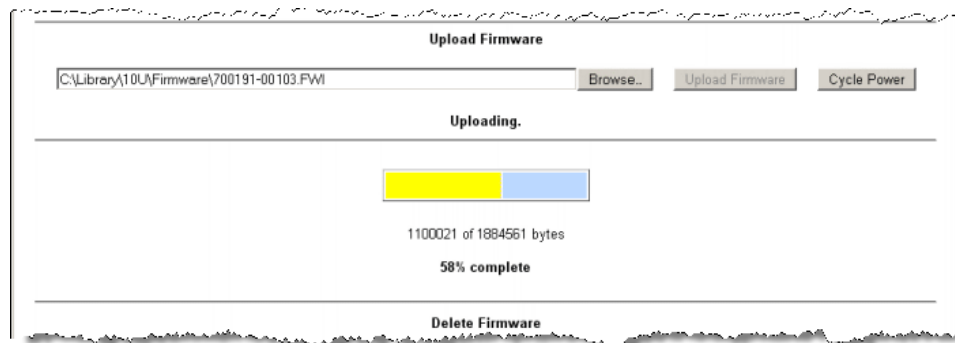 Upload Firmware
C:\Library\10U\Firmware\700191-00103.FWI Browse.. Upload Firmware Cycle Power
Uploading.
1100021 of 1884561 bytes
58% complete
Delete Firmware